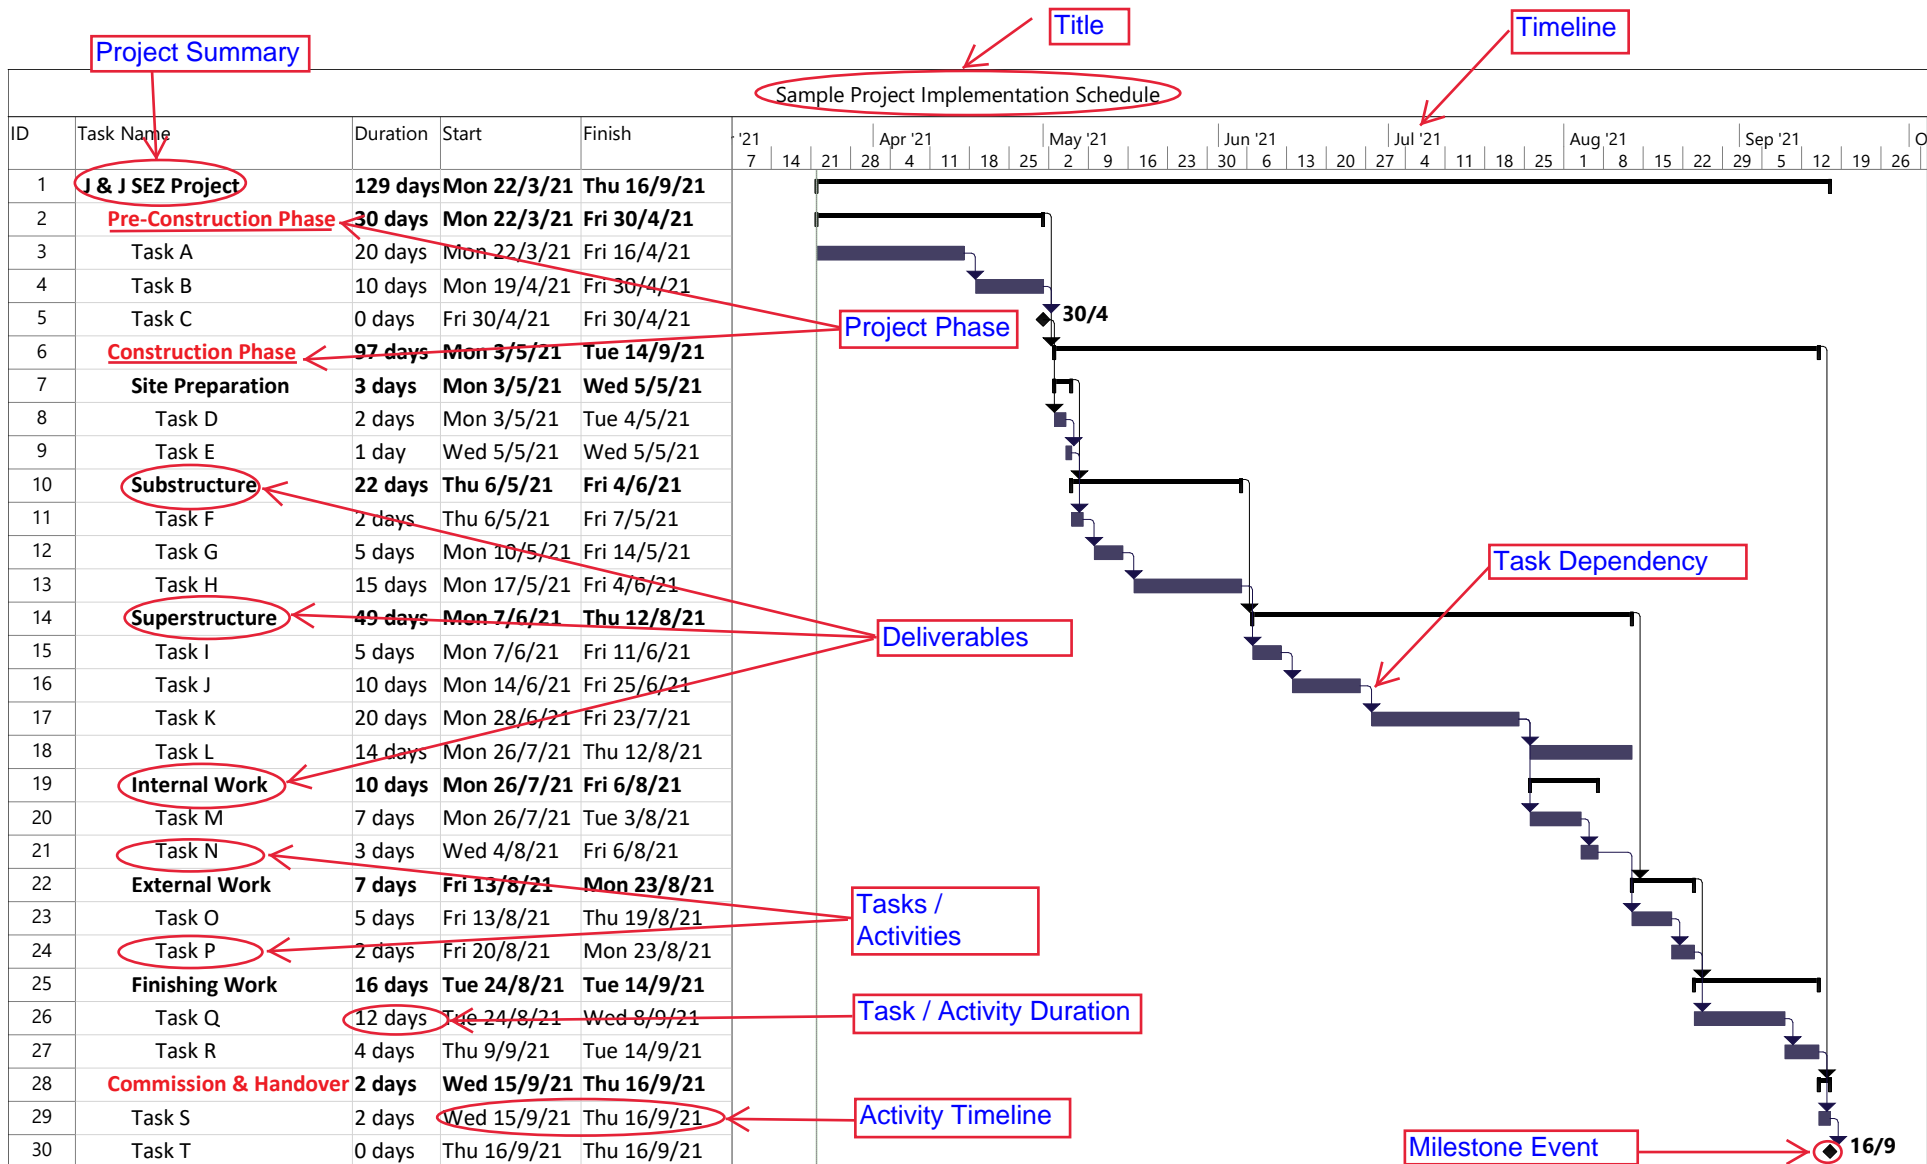 Title
Timeline
Project Summary
Sample Project Implementation Schedule
ID Task Name Duration Start Finish '21 Apr '21 May '21 Jun '21 Jul '21 Aug '21 Sep '21 O
7 14 21 28 4 11 18 25 2 9 16 23 30 6 13 20 27 4 11 18 25 1 8 15 22 29 5 12 19 26
1 J & J SEZ Project 129 days Mon 22/3/21 Thu 16/9/21
2 Pre-Construction Phase 30 days Mon 22/3/21 Fri 30/4/21
3 Task A 20 days Mon 22/3/21 Fri 16/4/21
4 Task B 10 days Mon 19/4/21 Fri 30/4/21
5 Task C 0 days Fri 30/4/21 Fri 30/4/21 30/4
Project Phase
6 Construction Phase 97 days Mon 3/5/21 Tue 14/9/21
7 Site Preparation 3 days Mon 3/5/21 Wed 5/5/21
8 Task D 2 days Mon 3/5/21 Tue 4/5/21
9 Task E 1 day Wed 5/5/21 Wed 5/5/21
10 Substructure 22 days Thu 6/5/21 Fri 4/6/21
11 Task F 2 days Thu 6/5/21 Fri 7/5/21
12 Task G 5 days Mon 10/5/21 Fri 14/5/21
Task Dependency
13 Task H 15 days Mon 17/5/21 Fri 4/6/21
14 Superstructure 49 days Mon 7/6/21 Thu 12/8/21
Deliverables
15 Task I 5 days Mon 7/6/21 Fri 11/6/21
16 Task J 10 days Mon 14/6/21 Fri 25/6/21
17 Task K 20 days Mon 28/6/21 Fri 23/7/21
18 Task L 14 days Mon 26/7/21 Thu 12/8/21
19 Internal Work 10 days Mon 26/7/21 Fri 6/8/21
20 Task M 7 days Mon 26/7/21 Tue 3/8/21
21 Task N 3 days Wed 4/8/21 Fri 6/8/21
22 External Work 7 days Fri 13/8/21 Mon 23/8/21
Tasks /
Activities
23 Task O 5 days Fri 13/8/21 Thu 19/8/21
24 Task P 2 days Fri 20/8/21 Mon 23/8/21
25 Finishing Work 16 days Tue 24/8/21 Tue 14/9/21
Task / Activity Duration
26 Task Q 12 days Tue 24/8/21 Wed 8/9/21
27 Task R 4 days Thu 9/9/21 Tue 14/9/21
28 Commission & Handover 2 days Wed 15/9/21 Thu 16/9/21
29 Task S 2 days Wed 15/9/21 Thu 16/9/21
Activity Timeline
30 Task T 0 days Thu 16/9/21 Thu 16/9/21 16/9
Milestone Event